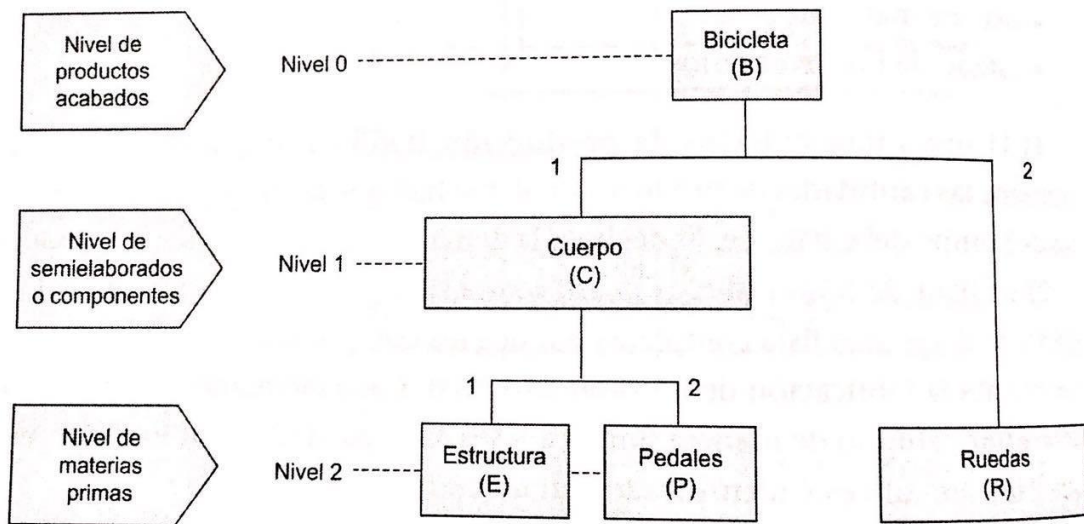 Nivel de
productos
acabados
Nivel 0
Bicicleta
(B)
1
2
Nivel de
semielaborados
o componentes
Nivel 1
Cuerpo
(C)
1
2
Nivel de
materias
primas
Nivel 2
Estructura
(E)
Pedales
(P)
Ruedas
(R)